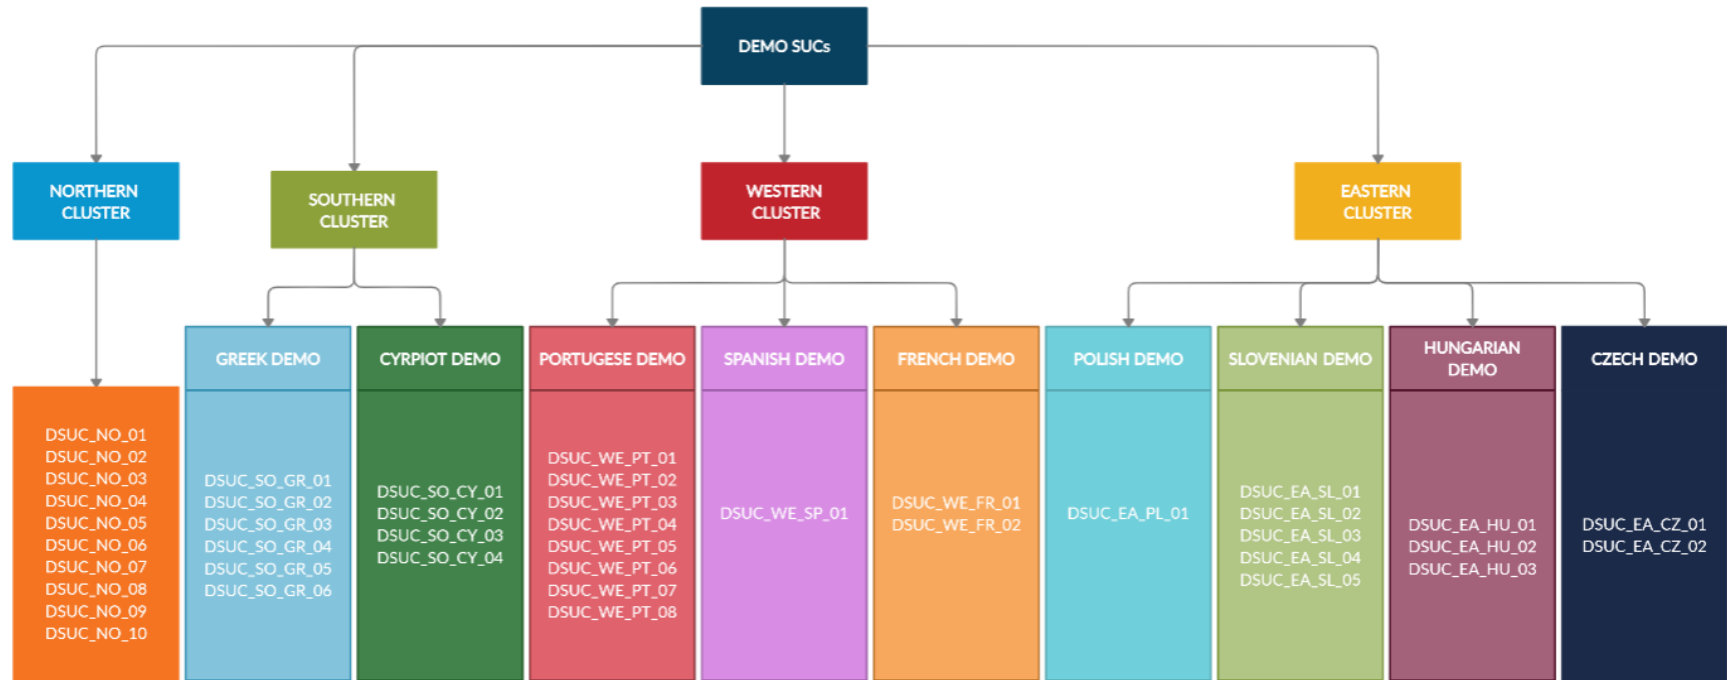 DEMO SUCs
NORTHERN
CLUSTER
SOUTHERN
CLUSTER
WESTERN
CLUSTER
EASTERN
CLUSTER
GREEK DEMO
CYRPIOT DEMO
PORTUGESE DEMO
SPANISH DEMO
FRENCH DEMO
POLISH DEMO
SLOVENIAN DEMO
HUNGARIAN
DEMO
CZECH DEMO
DSUC_NO_01
DSUC_NO_02
DSUC_NO_03
DSUC_NO_04
DSUC_NO_05
DSUC_NO_06
DSUC_NO_07
DSUC_NO_08
DSUC_NO_09
DSUC_NO_10
DSUC_SO_GR_01
DSUC_SO_GR_02
DSUC_SO_GR_03
DSUC_SO_GR_04
DSUC_SO_GR_05
DSUC_SO_GR_06
DSUC_SO_CY_01
DSUC_SO_CY_02
DSUC_SO_CY_03
DSUC_SO_CY_04
DSUC_WE_PT_01
DSUC_WE_PT_02
DSUC_WE_PT_03
DSUC_WE_PT_04
DSUC_WE_PT_05
DSUC_WE_PT_06
DSUC_WE_PT_07
DSUC_WE_PT_08
DSUC_WE_SP_01
DSUC_WE_FR_01
DSUC_WE_FR_02
DSUC_EA_PL_01
DSUC_EA_SL_01
DSUC_EA_SL_02
DSUC_EA_SL_03
DSUC_EA_SL_04
DSUC_EA_SL_05
DSUC_EA_HU_01
DSUC_EA_HU_02
DSUC_EA_HU_03
DSUC_EA_CZ_01
DSUC_EA_CZ_02